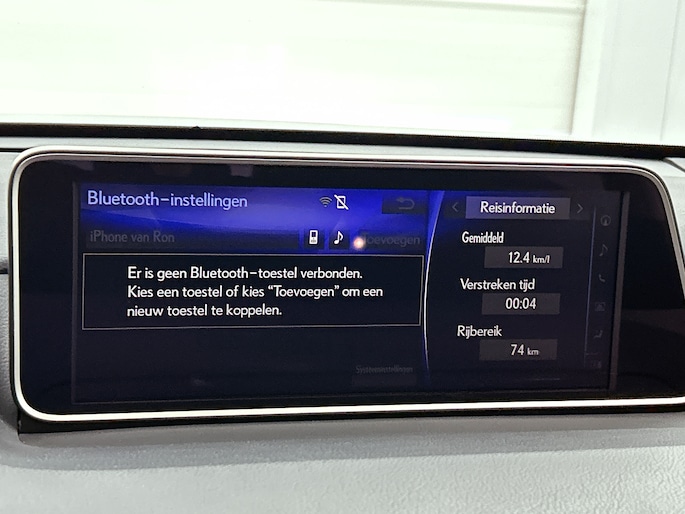 Bluetooth-instellingen
iPhone van Ron
Toevoegen
Er is geen Bluetooth-toestel verbonden.
Kies een toestel of kies "Toevoegen" om een
nieuw toestel te koppelen.
Systeeminstellingen
Reisinformatie
Gemiddeld
12.4 km/l
Verstreken tijd
00:04
Rijbereik
74 km